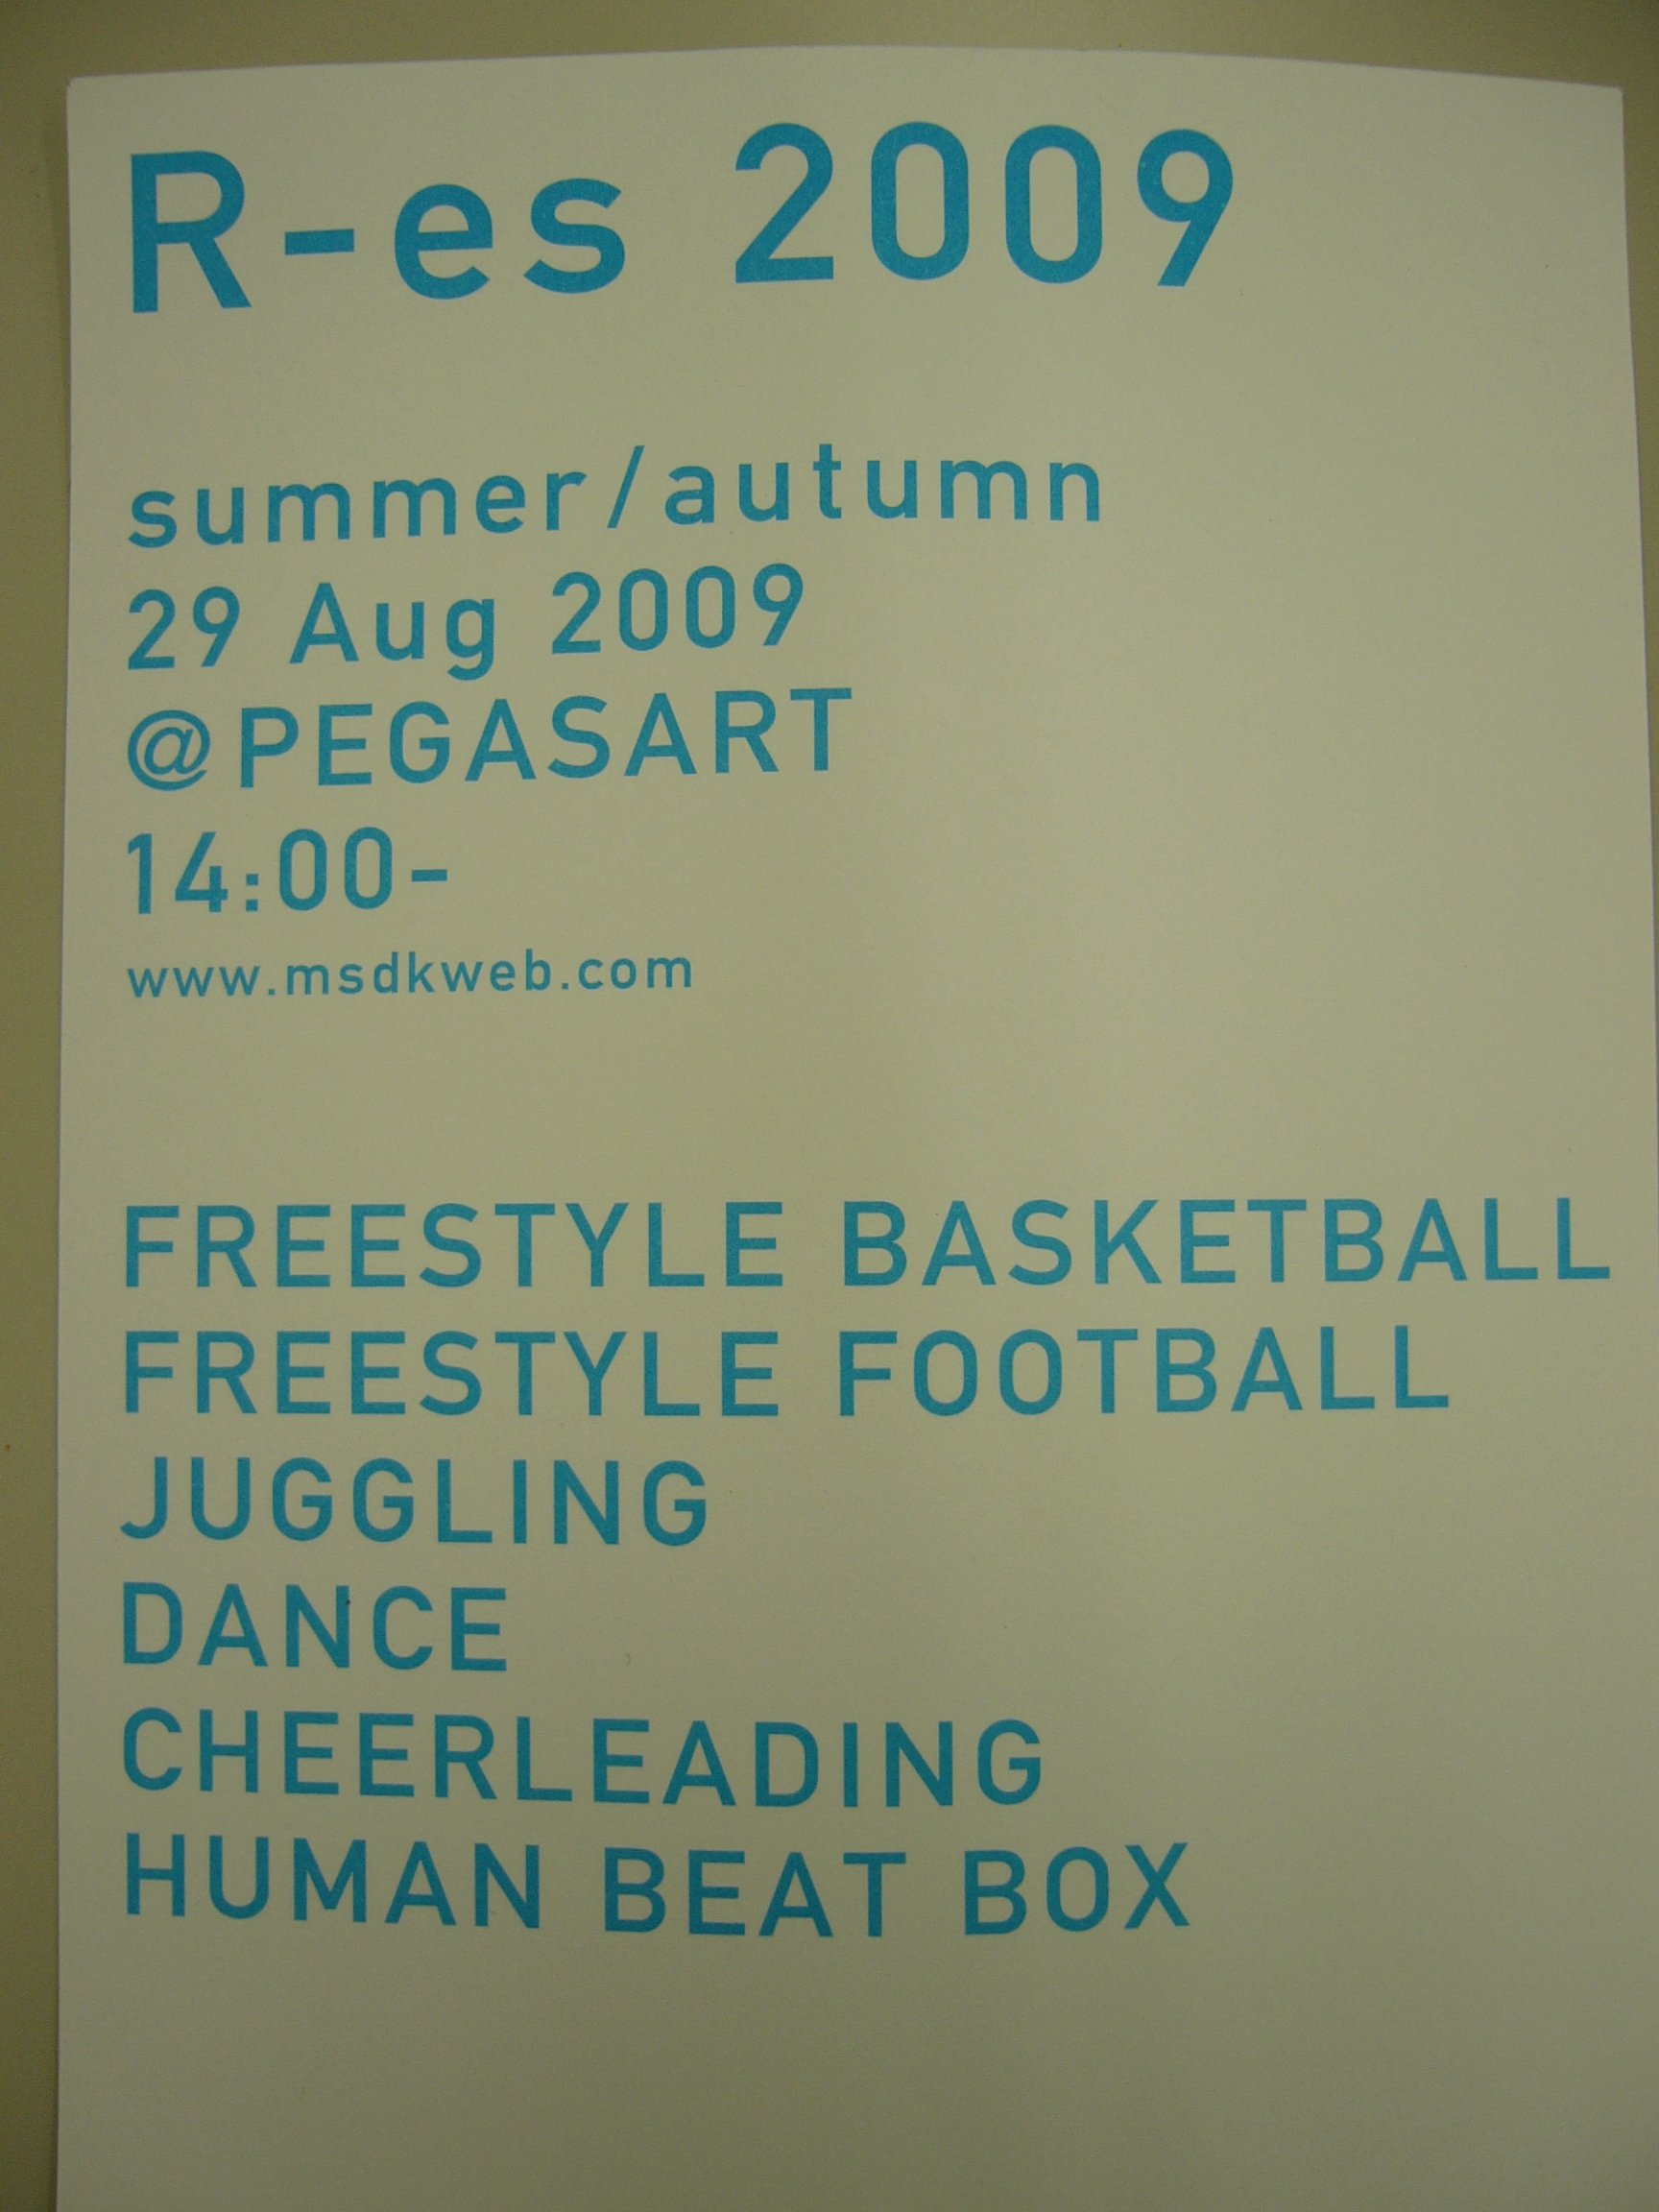 R-es 2009
summer/autumn
29 Aug 2009
@PEGASART
14:00-
www.msdkweb.com
FREESTYLE BASKETBALL
FREESTYLE FOOTBALL
JUGGLING
DANCE
CHEERLEADING
HUMAN BEAT BOX